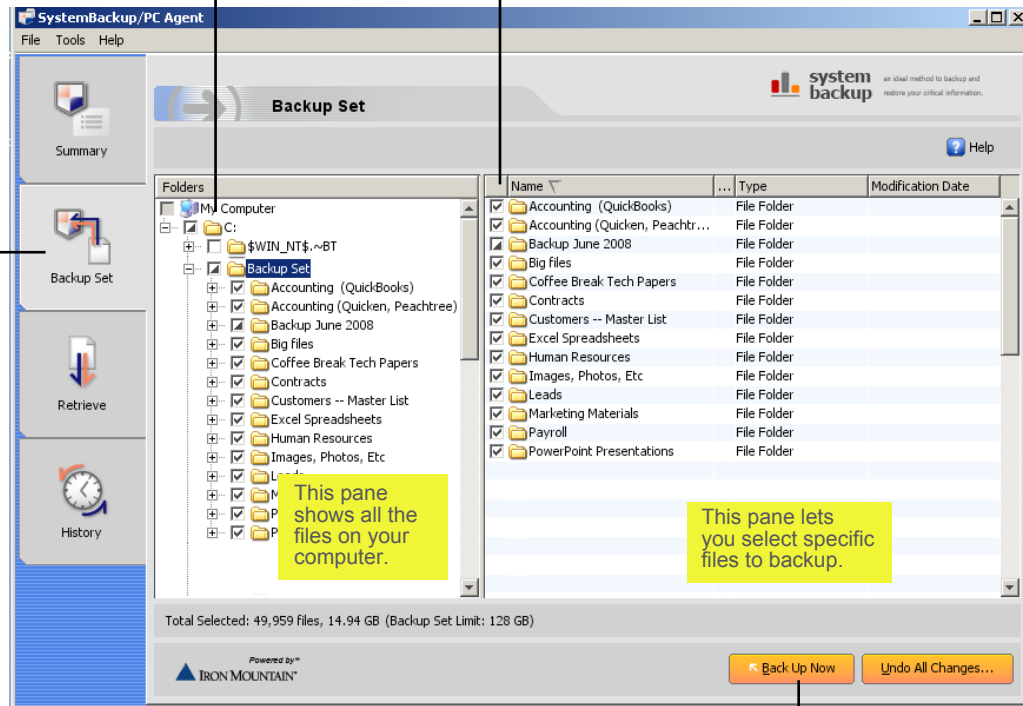 SystemBackup/PC Agent
File Tools Help
system backup
an ideal method to backup and
restore your critical information.
Backup Set
Help
Summary
Backup Set
Retrieve
History
Folders
My Computer
C:
$WIN_NT$.~BT
Backup Set
Accounting (QuickBooks)
Accounting (Quicken, Peachtree)
Backup June 2008
Big files
Coffee Break Tech Papers
Contracts
Customers -- Master List
Excel Spreadsheets
Human Resources
Images, Photos, Etc
L
M
P
P
This pane
shows all the
files on your
computer.
Name ... Type Modification Date
Accounting (QuickBooks) File Folder
Accounting (Quicken, Peachtr... File Folder
Backup June 2008 File Folder
Big files File Folder
Coffee Break Tech Papers File Folder
Contracts File Folder
Customers -- Master List File Folder
Excel Spreadsheets File Folder
Human Resources File Folder
Images, Photos, Etc File Folder
Leads File Folder
Marketing Materials File Folder
Payroll File Folder
PowerPoint Presentations File Folder
This pane lets
you select specific
files to backup.
Total Selected: 49,959 files, 14.94 GB (Backup Set Limit: 128 GB)
Powered by™
IRON MOUNTAIN®
Back Up Now
Undo All Changes...